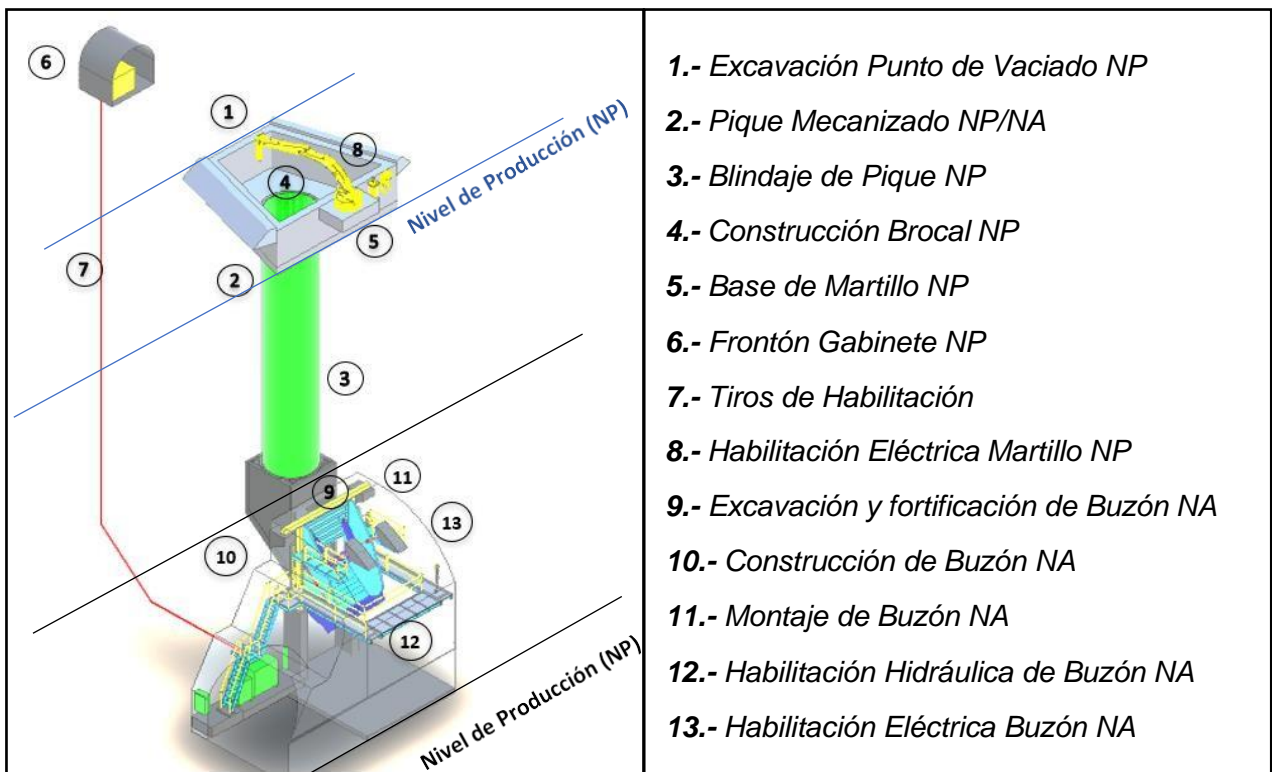 6
1
8
4
5
7
2
3
9
11
13
10
12
Nivel de Producción (NP)
Nivel de Producción (NP)
1.- Excavación Punto de Vaciado NP
2.- Pique Mecanizado NP/NA
3.- Blindaje de Pique NP
4.- Construcción Brocal NP
5.- Base de Martillo NP
6.- Frontón Gabinete NP
7.- Tiros de Habilitación
8.- Habilitación Eléctrica Martillo NP
9.- Excavación y fortificación de Buzón NA
10.- Construcción de Buzón NA
11.- Montaje de Buzón NA
12.- Habilitación Hidráulica de Buzón NA
13.- Habilitación Eléctrica Buzón NA